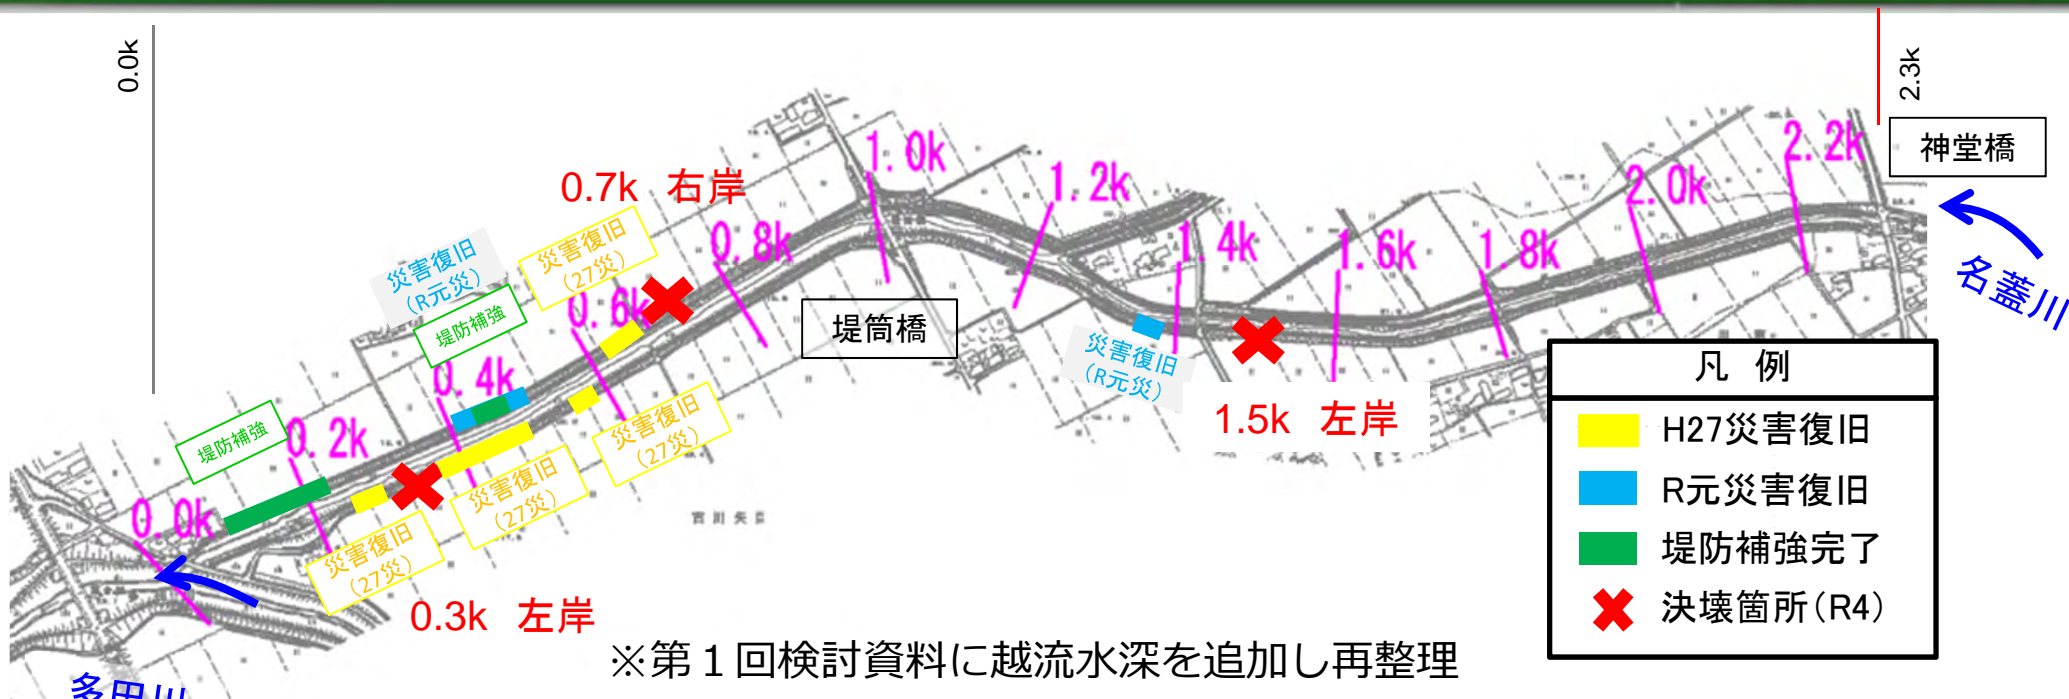 0.0k
2.3k
神堂橋
1.0k
2.2k
1.2k
0.7k 右岸
2.0k
災害復旧
(27災)
0.8k
1.4k
1.6k
1.8k
災害復旧
(R元災)
名蓋川
堤防補強
0.6k
堤筒橋
災害復旧
(R元災)
凡 例
0.4k
1.5k 左岸
H27災害復旧
堤防補強
0.2k
災害復旧
(27災)
R元災害復旧
災害復旧
(27災)
0.0k
堤防補強完了
災害復旧
(27災)
0.3k 左岸
決壊箇所(R4)
※第１回検討資料に越流水深を追加し再整理
多田川